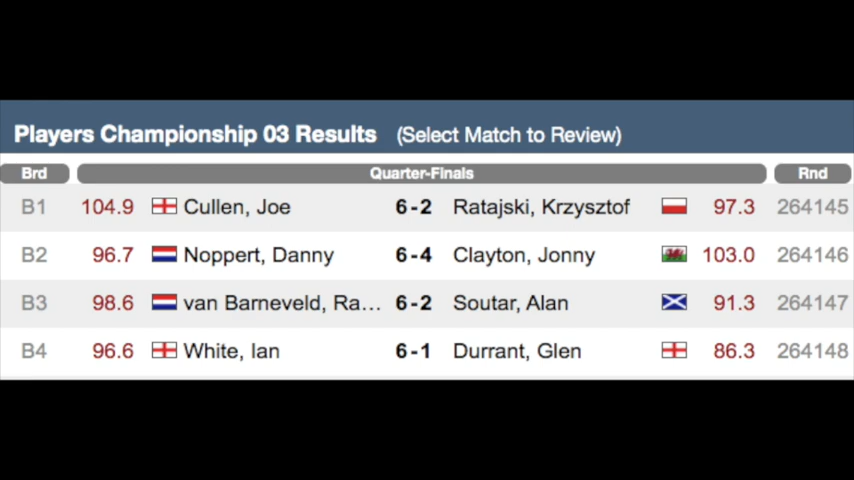 Players Championship 03 Results (Select Match to Review)
Brd Quarter-Finals Rnd
B1 104.9 Cullen, Joe 6-2 Ratajski, Krzysztof 97.3 264145
B2 96.7 Noppert, Danny 6-4 Clayton, Jonny 103.0 264146
B3 98.6 van Barneveld, Ra... 6-2 Soutar, Alan 91.3 264147
B4 96.6 White, Ian 6-1 Durrant, Glen 86.3 264148